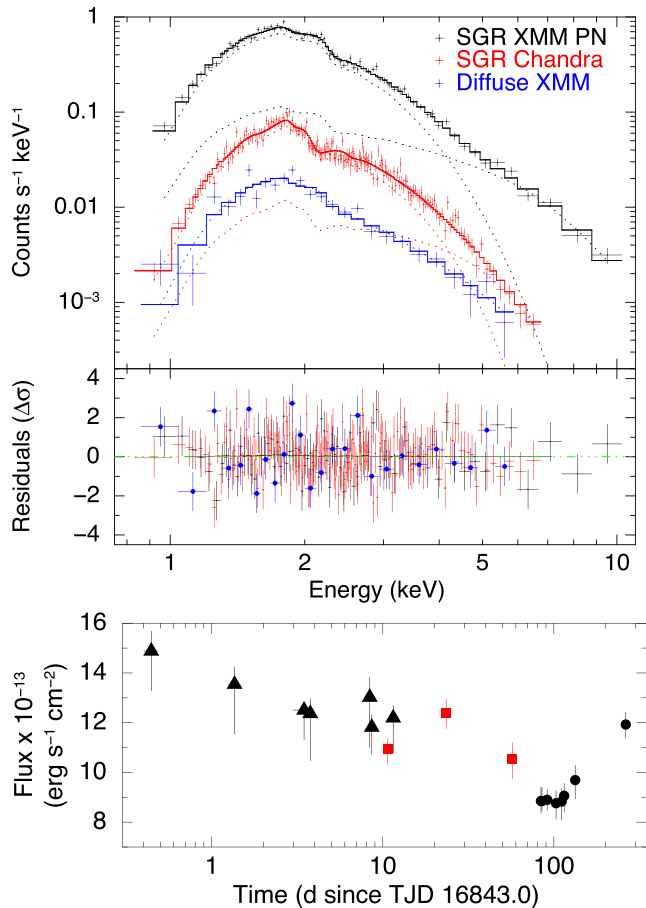 1
0.1
0.01
10⁻³
Counts s⁻¹ keV⁻¹
SGR XMM PN
SGR Chandra
Diffuse XMM
4
2
0
−2
−4
Residuals (Δσ)
1
2
5
10
Energy (keV)
16
14
12
10
8
Flux x 10⁻¹³
(erg s⁻¹ cm⁻²)
1
10
100
Time (d since TJD 16843.0)